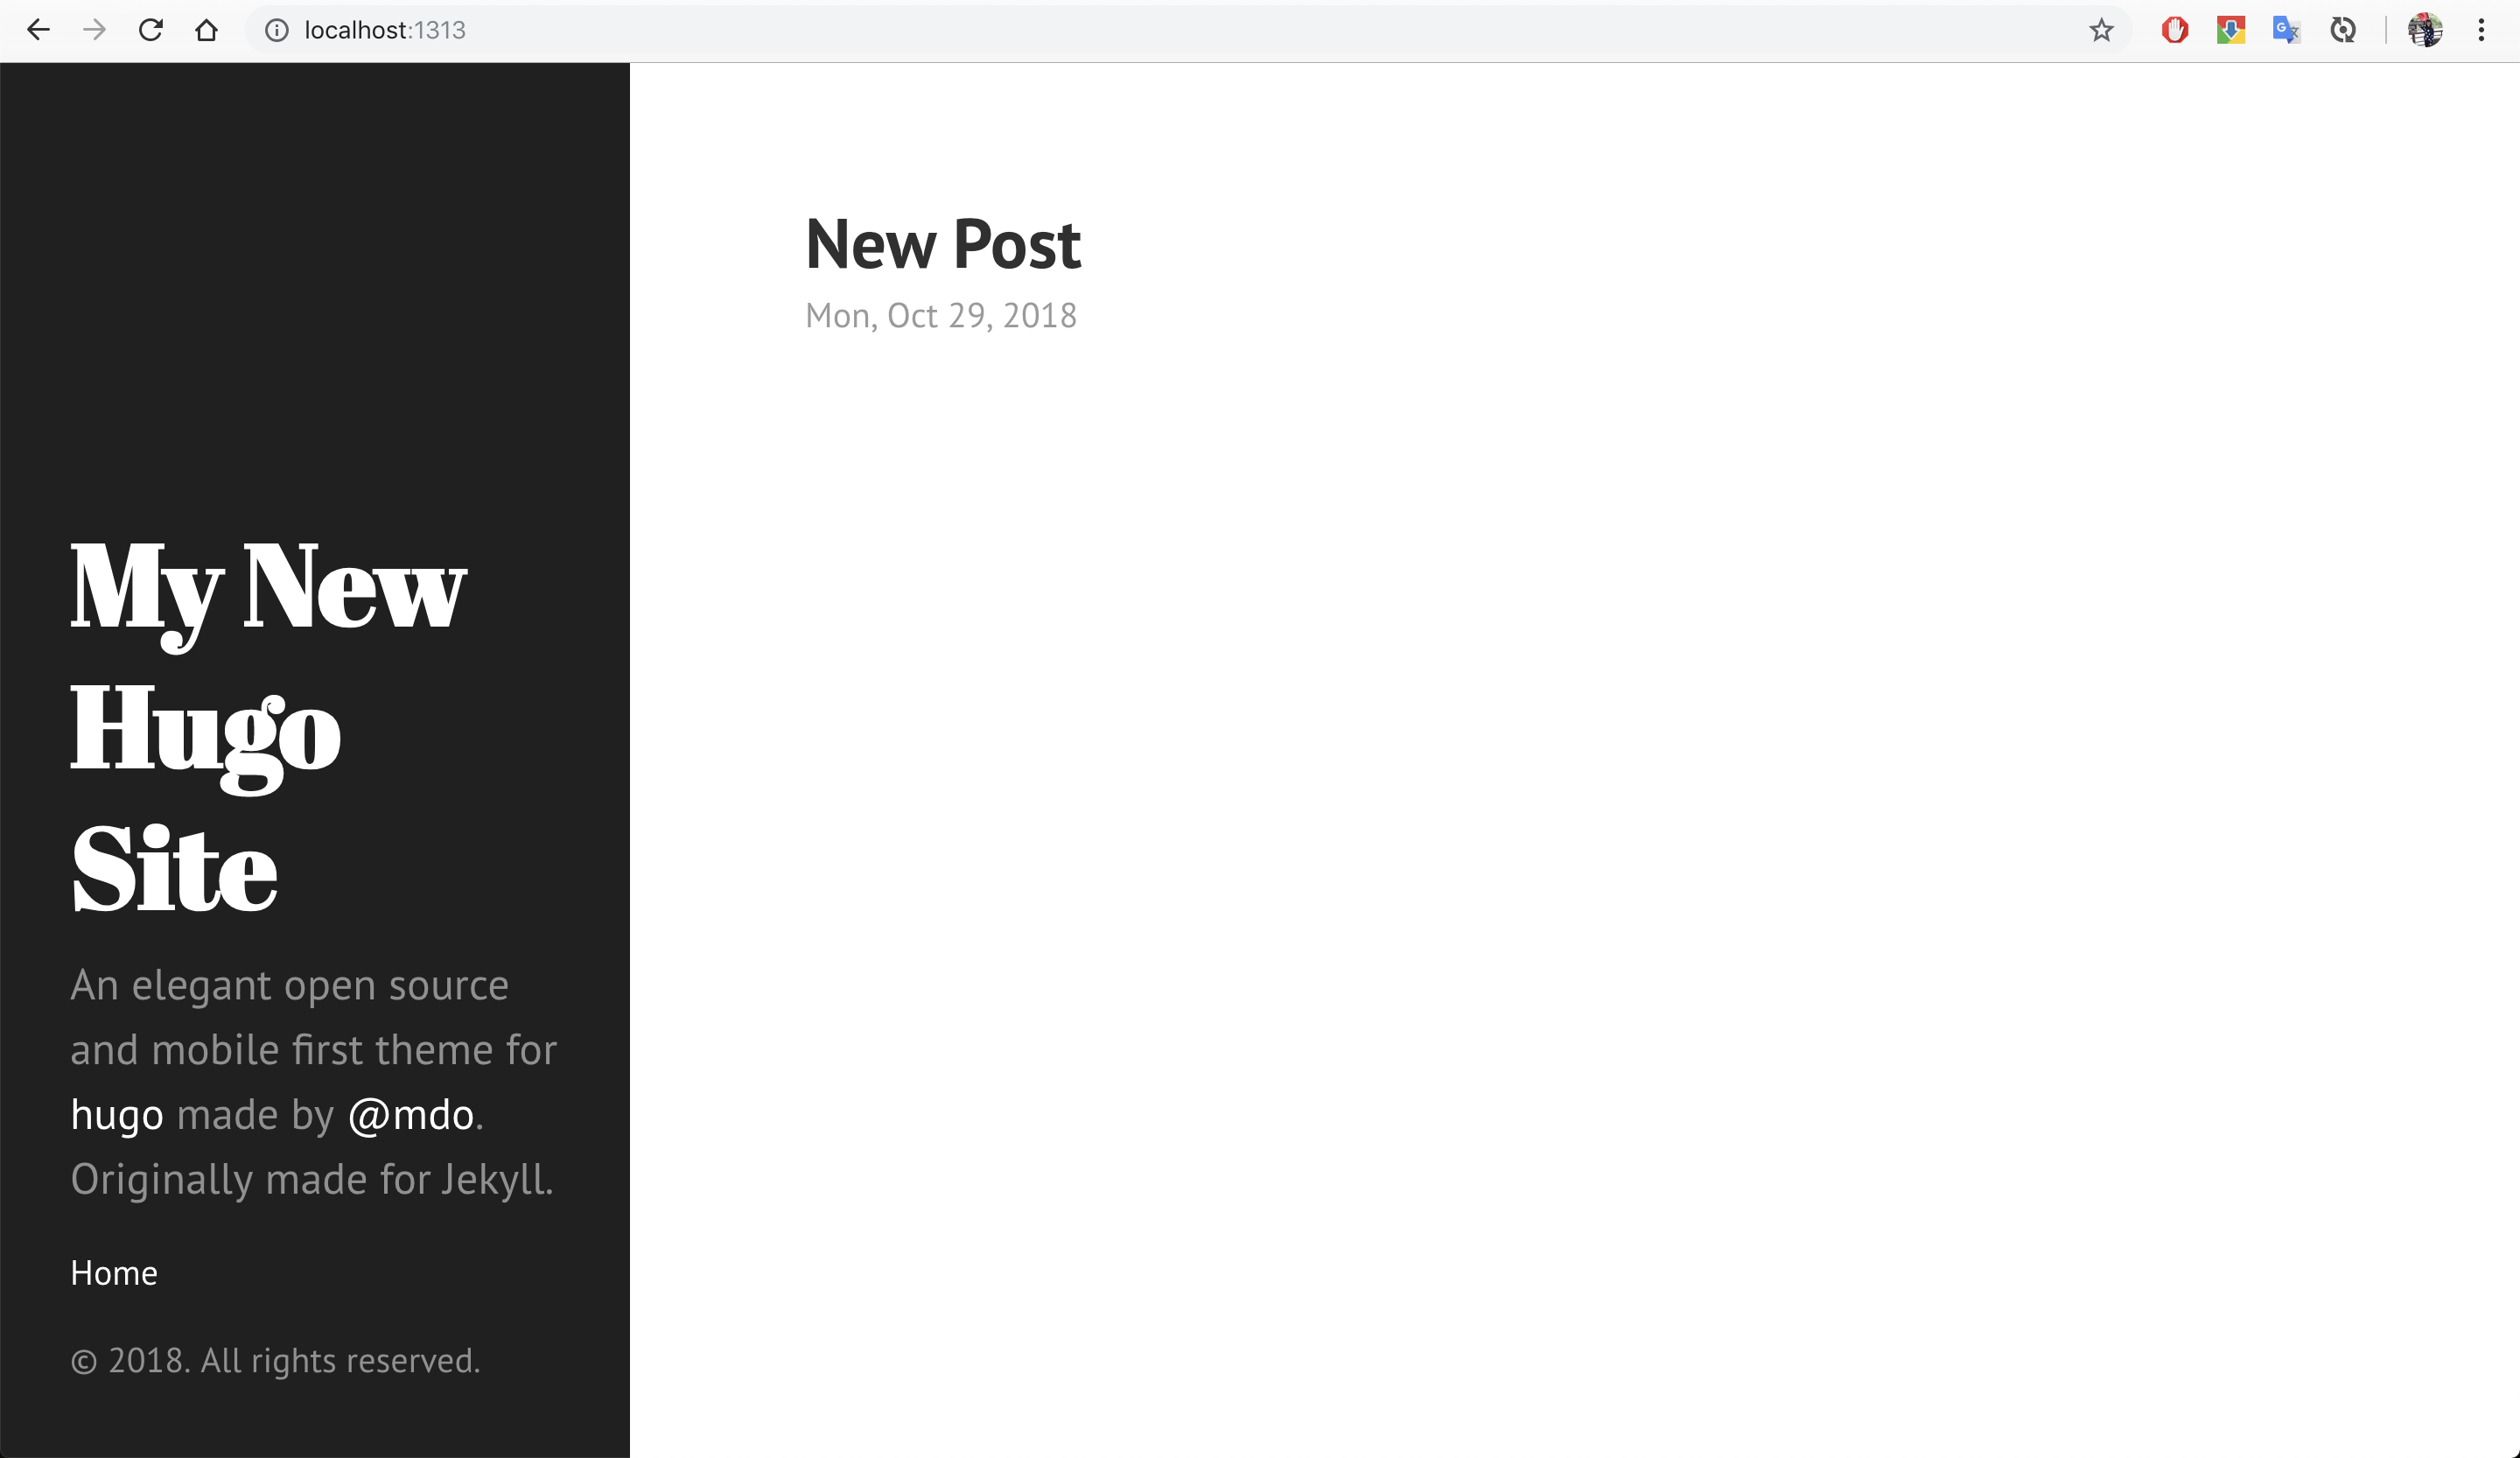 localhost:1313
New Post
Mon, Oct 29, 2018
My New
Hugo
Site
An elegant open source
and mobile first theme for
hugo made by @mdo.
Originally made for Jekyll.
Home
© 2018. All rights reserved.